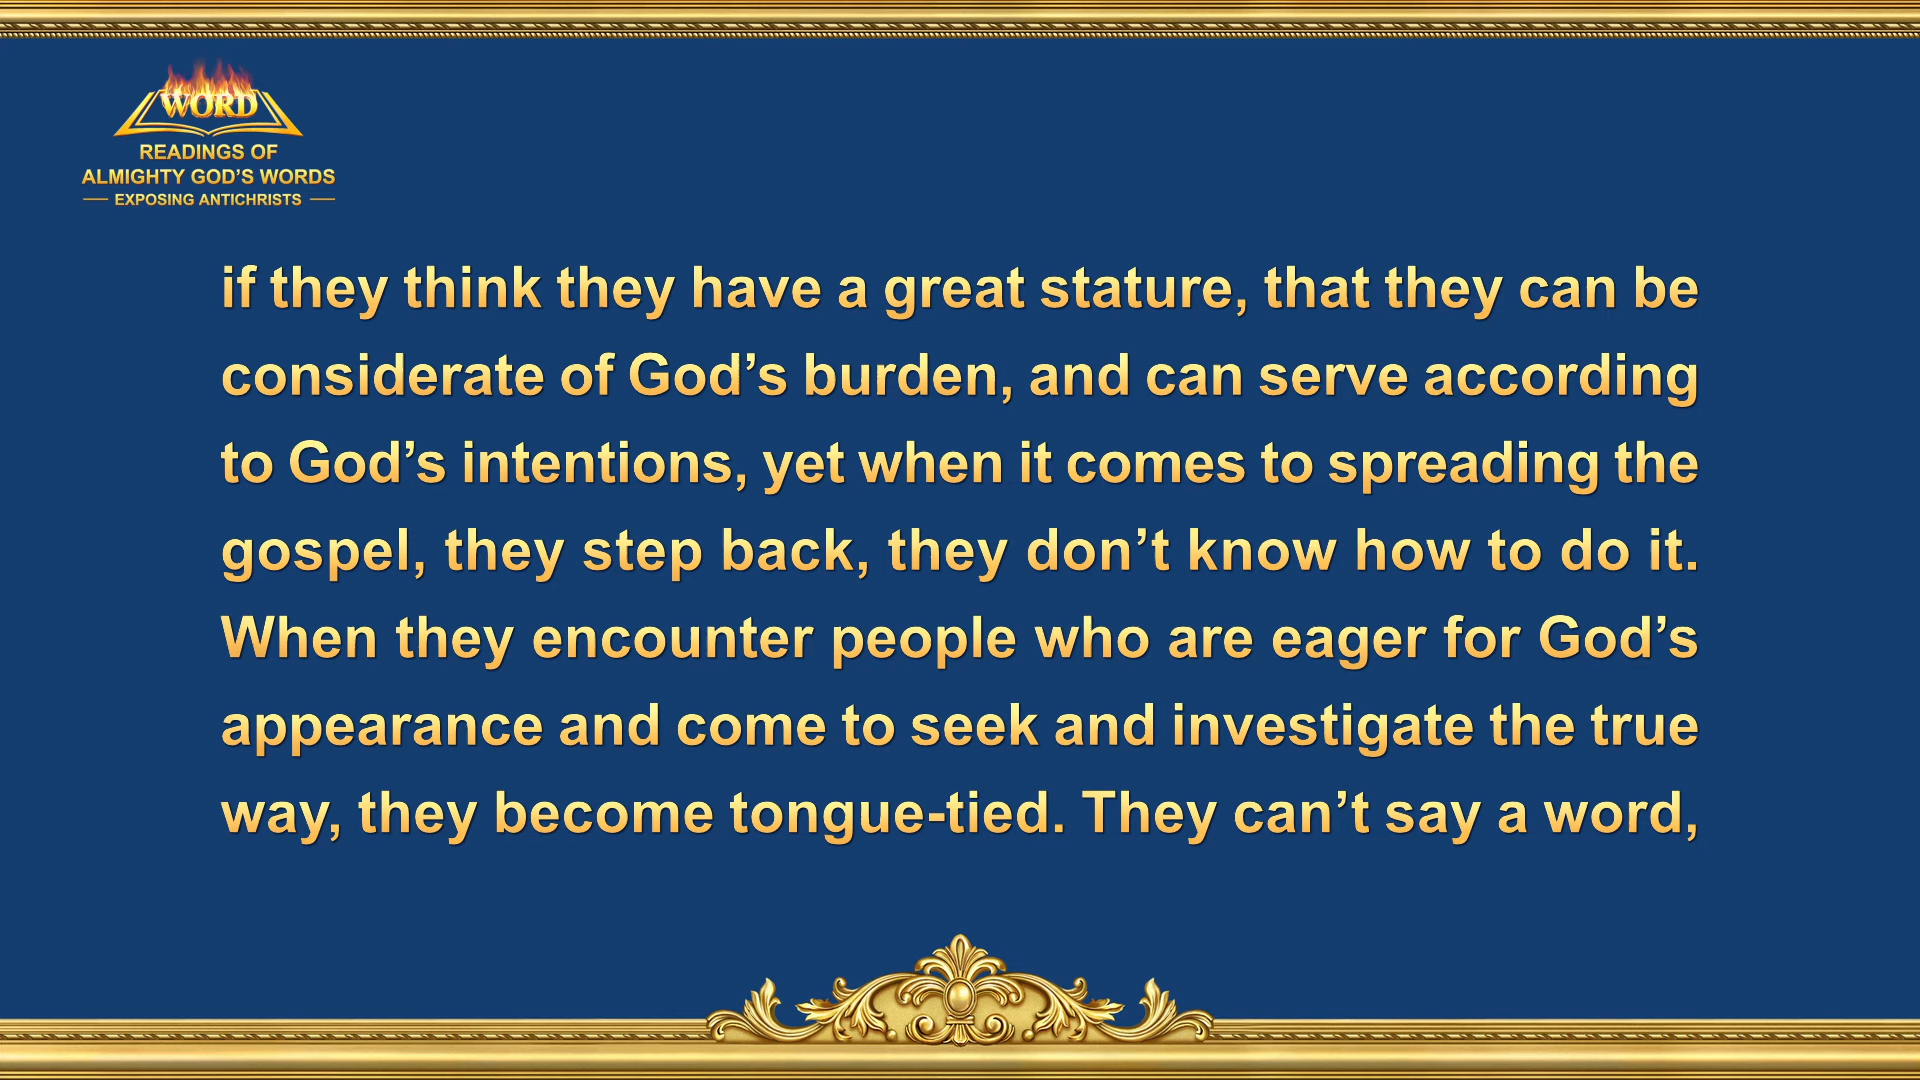 WORD
READINGS OF
ALMIGHTY GOD'S WORDS
EXPOSING ANTICHRISTS
if they think they have a great stature, that they can be
considerate of God’s burden, and can serve according
to God’s intentions, yet when it comes to spreading the
gospel, they step back, they don’t know how to do it.
When they encounter people who are eager for God’s
appearance and come to seek and investigate the true
way, they become tongue-tied. They can’t say a word,